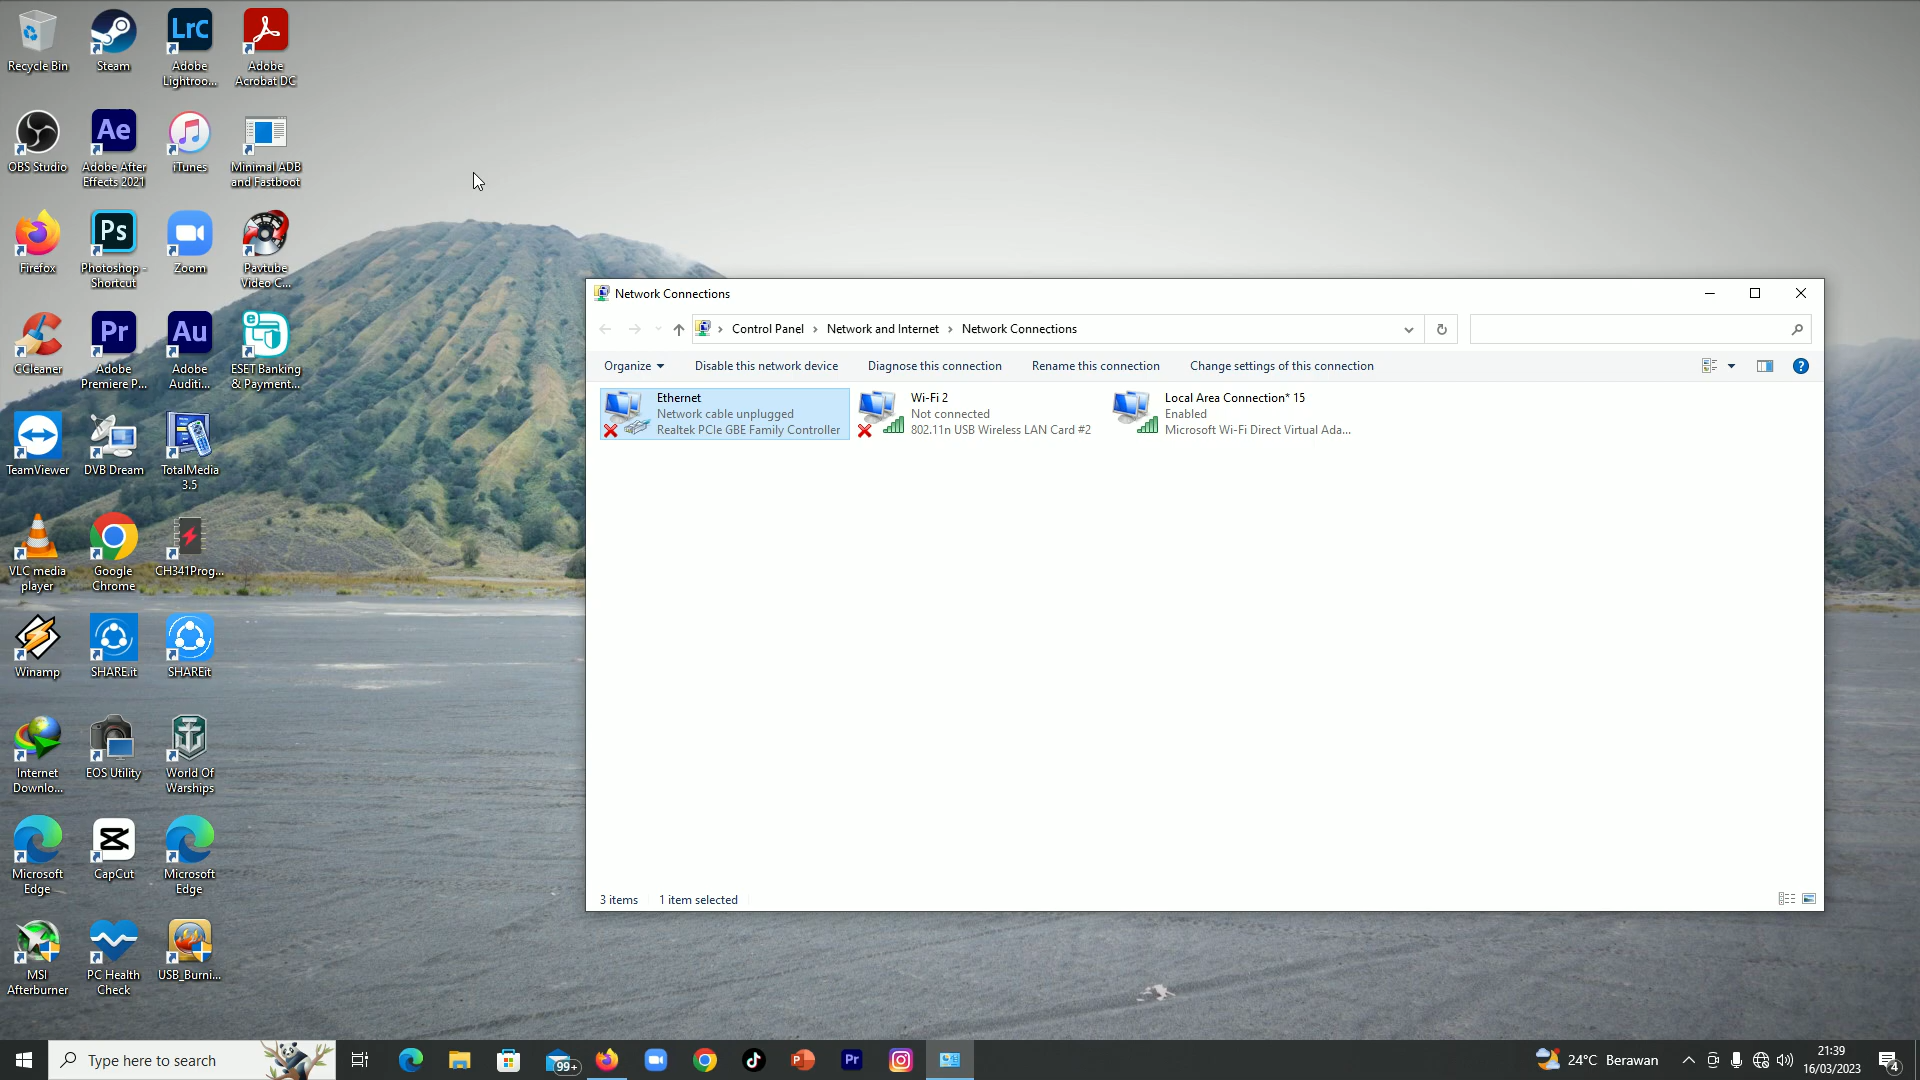 Recycle Bin
Steam
Adobe
Lightroo...
Adobe
Acrobat DC
OBS Studio
Adobe After
Effects 2021
iTunes
Minimal ADB
and Fastboot
Firefox
Photoshop -
Shortcut
Zoom
Pavtube
Video C...
CCleaner
Adobe
Premiere P...
Adobe
Auditi...
ESET Banking
& Payment...
TeamViewer
DVB Dream
TotalMedia
3.5
VLC media
player
Google
Chrome
CH341Prog...
Winamp
SHARE.it
SHAREit
Internet
Downlo...
EOS Utility
World Of
Warships
Microsoft
Edge
CapCut
Microsoft
Edge
MSI
Afterburner
PC Health
Check
USB_Burni...
LrC
Ae
Ps
Pr
Au
Network Connections
Control Panel
Network and Internet
Network Connections
Organize
Disable this network device
Diagnose this connection
Rename this connection
Change settings of this connection
Ethernet
Network cable unplugged
Realtek PCIe GBE Family Controller
Wi-Fi 2
Not connected
802.11n USB Wireless LAN Card #2
Local Area Connection* 15
Enabled
Microsoft Wi-Fi Direct Virtual Ada...
3 items
1 item selected
Type here to search
99+
Pr
24°C Berawan
21:39
16/03/2023
4